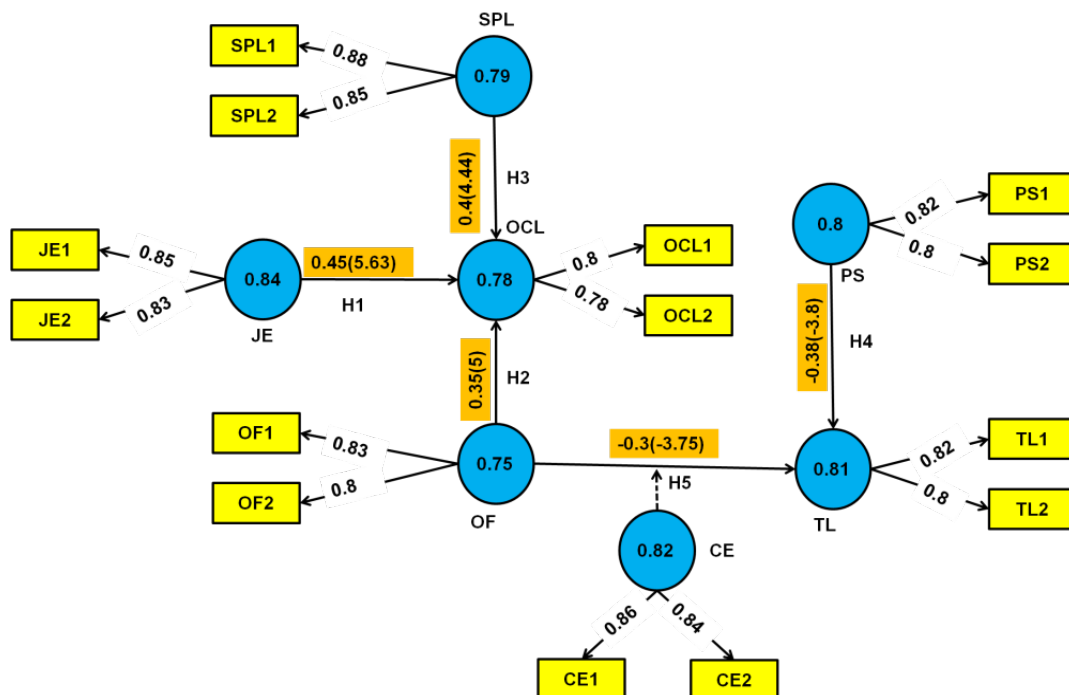 SPL
SPL1
0.88
0.79
SPL2
0.85
0.4(4.44)
H3
OCL
JE1
0.85
0.84
JE2
0.83
JE
0.45(5.63)
H1
0.78
0.8
OCL1
0.78
OCL2
0.8
PS
0.82
PS1
0.8
PS2
-0.38(-3.8)
H4
0.35(5)
H2
OF1
0.83
0.75
OF2
0.8
OF
-0.3(-3.75)
H5
0.81
TL
0.82
TL1
0.8
TL2
0.82
CE
0.86
0.84
CE1
CE2